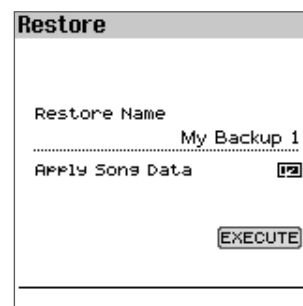 Restore
Restore Name
My Backup 1
Apply Song Data
EXECUTE